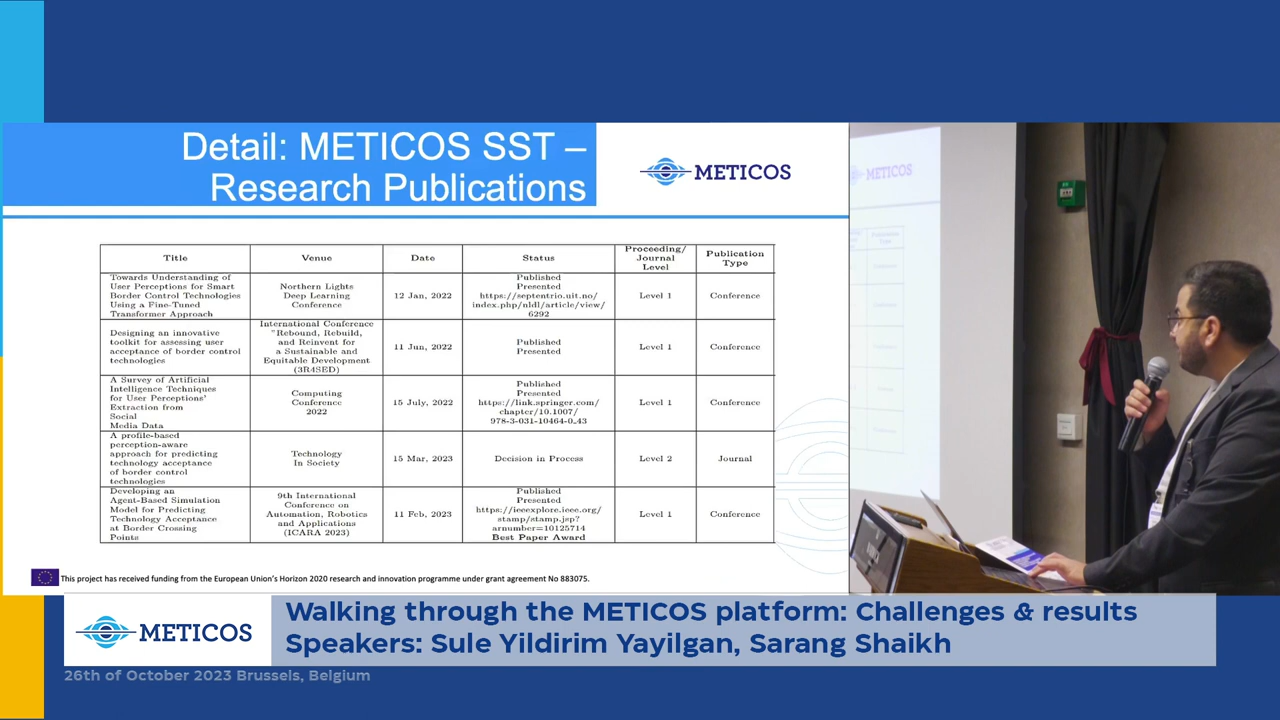 Detail: METICOS SST –
Research Publications
METICOS
Title
Venue
Date
Status
Proceeding/
Journal
Level
Publication
Type
Towards Understanding of
User Perceptions for Smart
Border Control Technologies
Using a Fine-Tuned
Transformer Approach
Northern Lights
Deep Learning
Conference
12 Jan, 2022
Published
Presented
https://septentrio.uit.no/
index.php/nldl/article/view/
6292
Level 1
Conference
Designing an innovative
toolkit for assessing user
acceptance of border control
technologies
International Conference
"Rebound, Rebuild,
and Reinvent for
a Sustainable and
Equitable Development
(3R4SED)
11 Jun, 2022
Published
Presented
Level 1
Conference
A Survey of Artificial
Intelligence Techniques
for User Perceptions'
Extraction from
Social
Media Data
Computing
Conference
2022
15 July, 2022
Published
Presented
https://link.springer.com/
chapter/10.1007/
978-3-031-10464-0_43
Level 1
Conference
A profile-based
perception-aware
approach for predicting
technology acceptance
of border control
technologies
Technology
In Society
15 Mar, 2023
Decision in Process
Level 2
Journal
Developing an
Agent-Based Simulation
Model for Predicting
Technology Acceptance
at Border Crossing
Points
9th International
Conference on
Automation, Robotics
and Applications
(ICARA 2023)
11 Feb, 2023
Published
Presented
https://ieeexplore.ieee.org/
stamp/stamp.jsp?
arnumber=10125714
Best Paper Award
Level 1
Conference
This project has received funding from the European Union's Horizon 2020 research and innovation programme under grant agreement No 883075.
METICOS
METICOS
Walking through the METICOS platform: Challenges & results
Speakers: Sule Yildirim Yayilgan, Sarang Shaikh
26th of October 2023 Brussels, Belgium